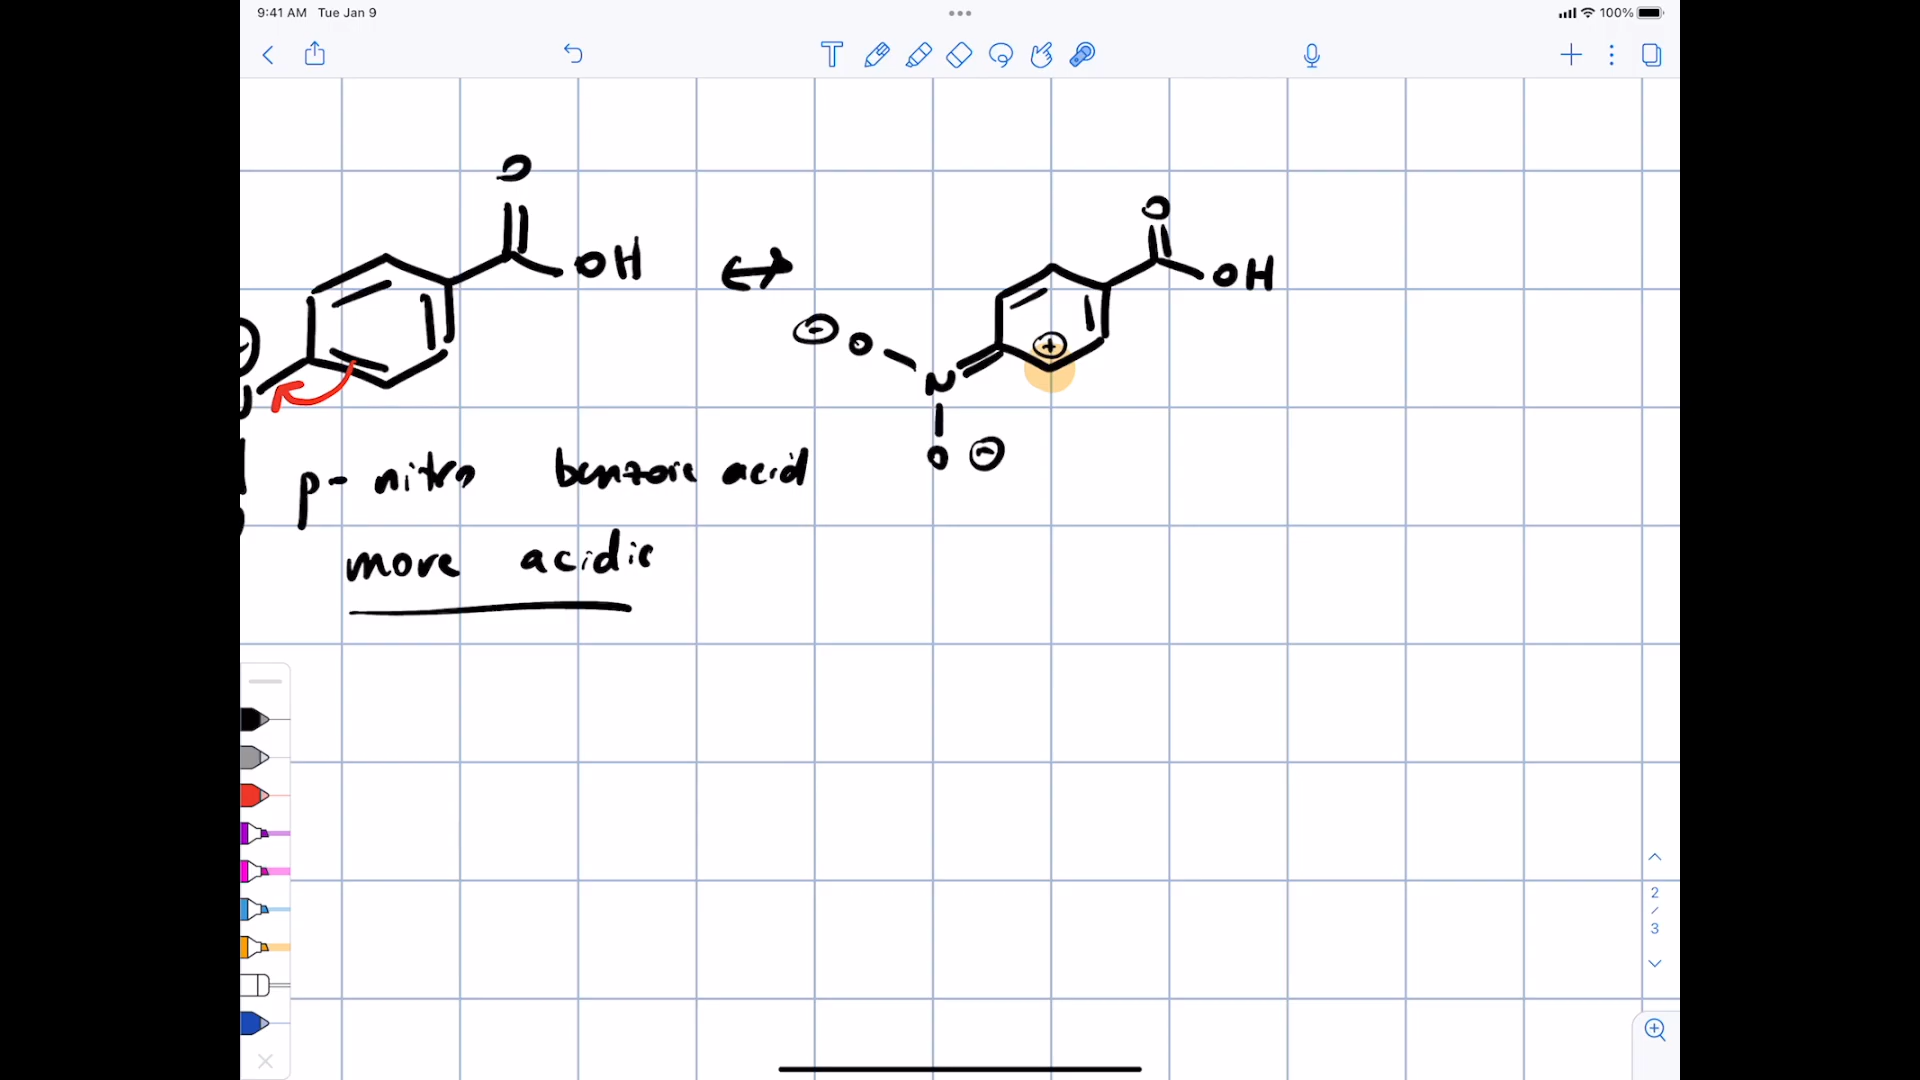 9:41 AM Tue Jan 9
100%
O
OH
O
OH
⊖ O
N
⊕
O ⊖
p- nitro benzoic acid
more acidic
2
/
3